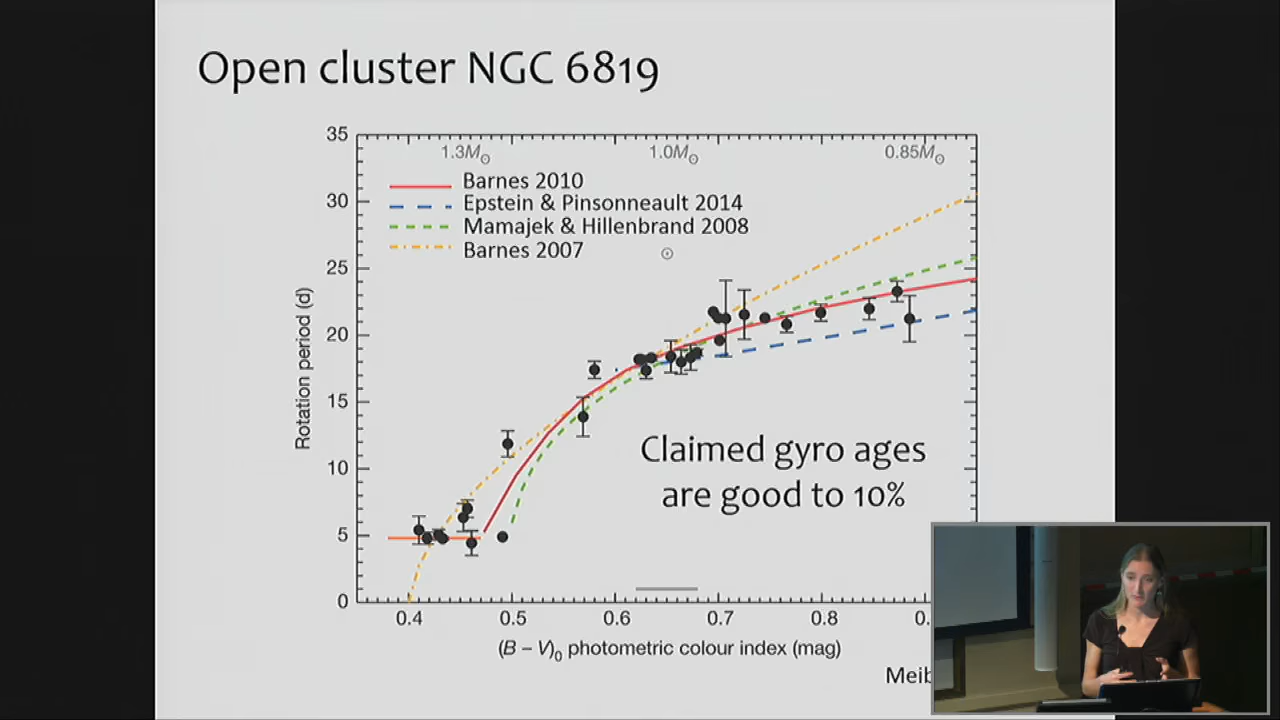 Open cluster NGC 6819
35
30
25
20
15
10
5
0
Rotation period (d)
1.3M⊙
1.0M⊙
0.85M⊙
Barnes 2010
Epstein & Pinsonneault 2014
Mamajek & Hillenbrand 2008
Barnes 2007
Claimed gyro ages
are good to 10%
0.4
0.5
0.6
0.7
0.8
(B – V)₀ photometric colour index (mag)